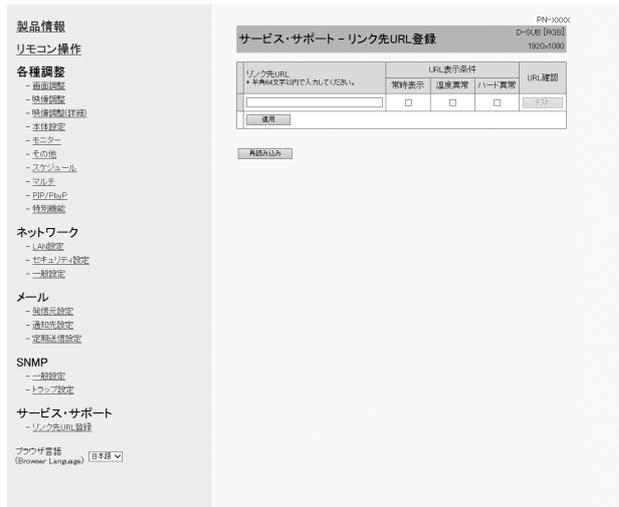 製品情報
リモコン操作
各種調整
- 画面調整
- 映像調整
- 映像調整(詳細)
- 本体設定
- モニター
- その他
- スケジュール
- マルチ
- PIP/PbyP
- 特別機能
ネットワーク
- LAN設定
- セキュリティ設定
- 一般設定
メール
- 発信元設定
- 通知先設定
- 定期送信設定
SNMP
- 一般設定
- トラップ設定
サービス・サポート
- リンク先URL登録
ブラウザ言語
(Browser Language) 日本語
PN-XXXX
サービス・サポート - リンク先URL登録
D-SUB [RGB]
1920x1080
リンク先URL
* 半角64文字以内で入力してください。
URL表示条件
常時表示 温度異常 ハード異常
URL確認
テスト
適用
再読み込み